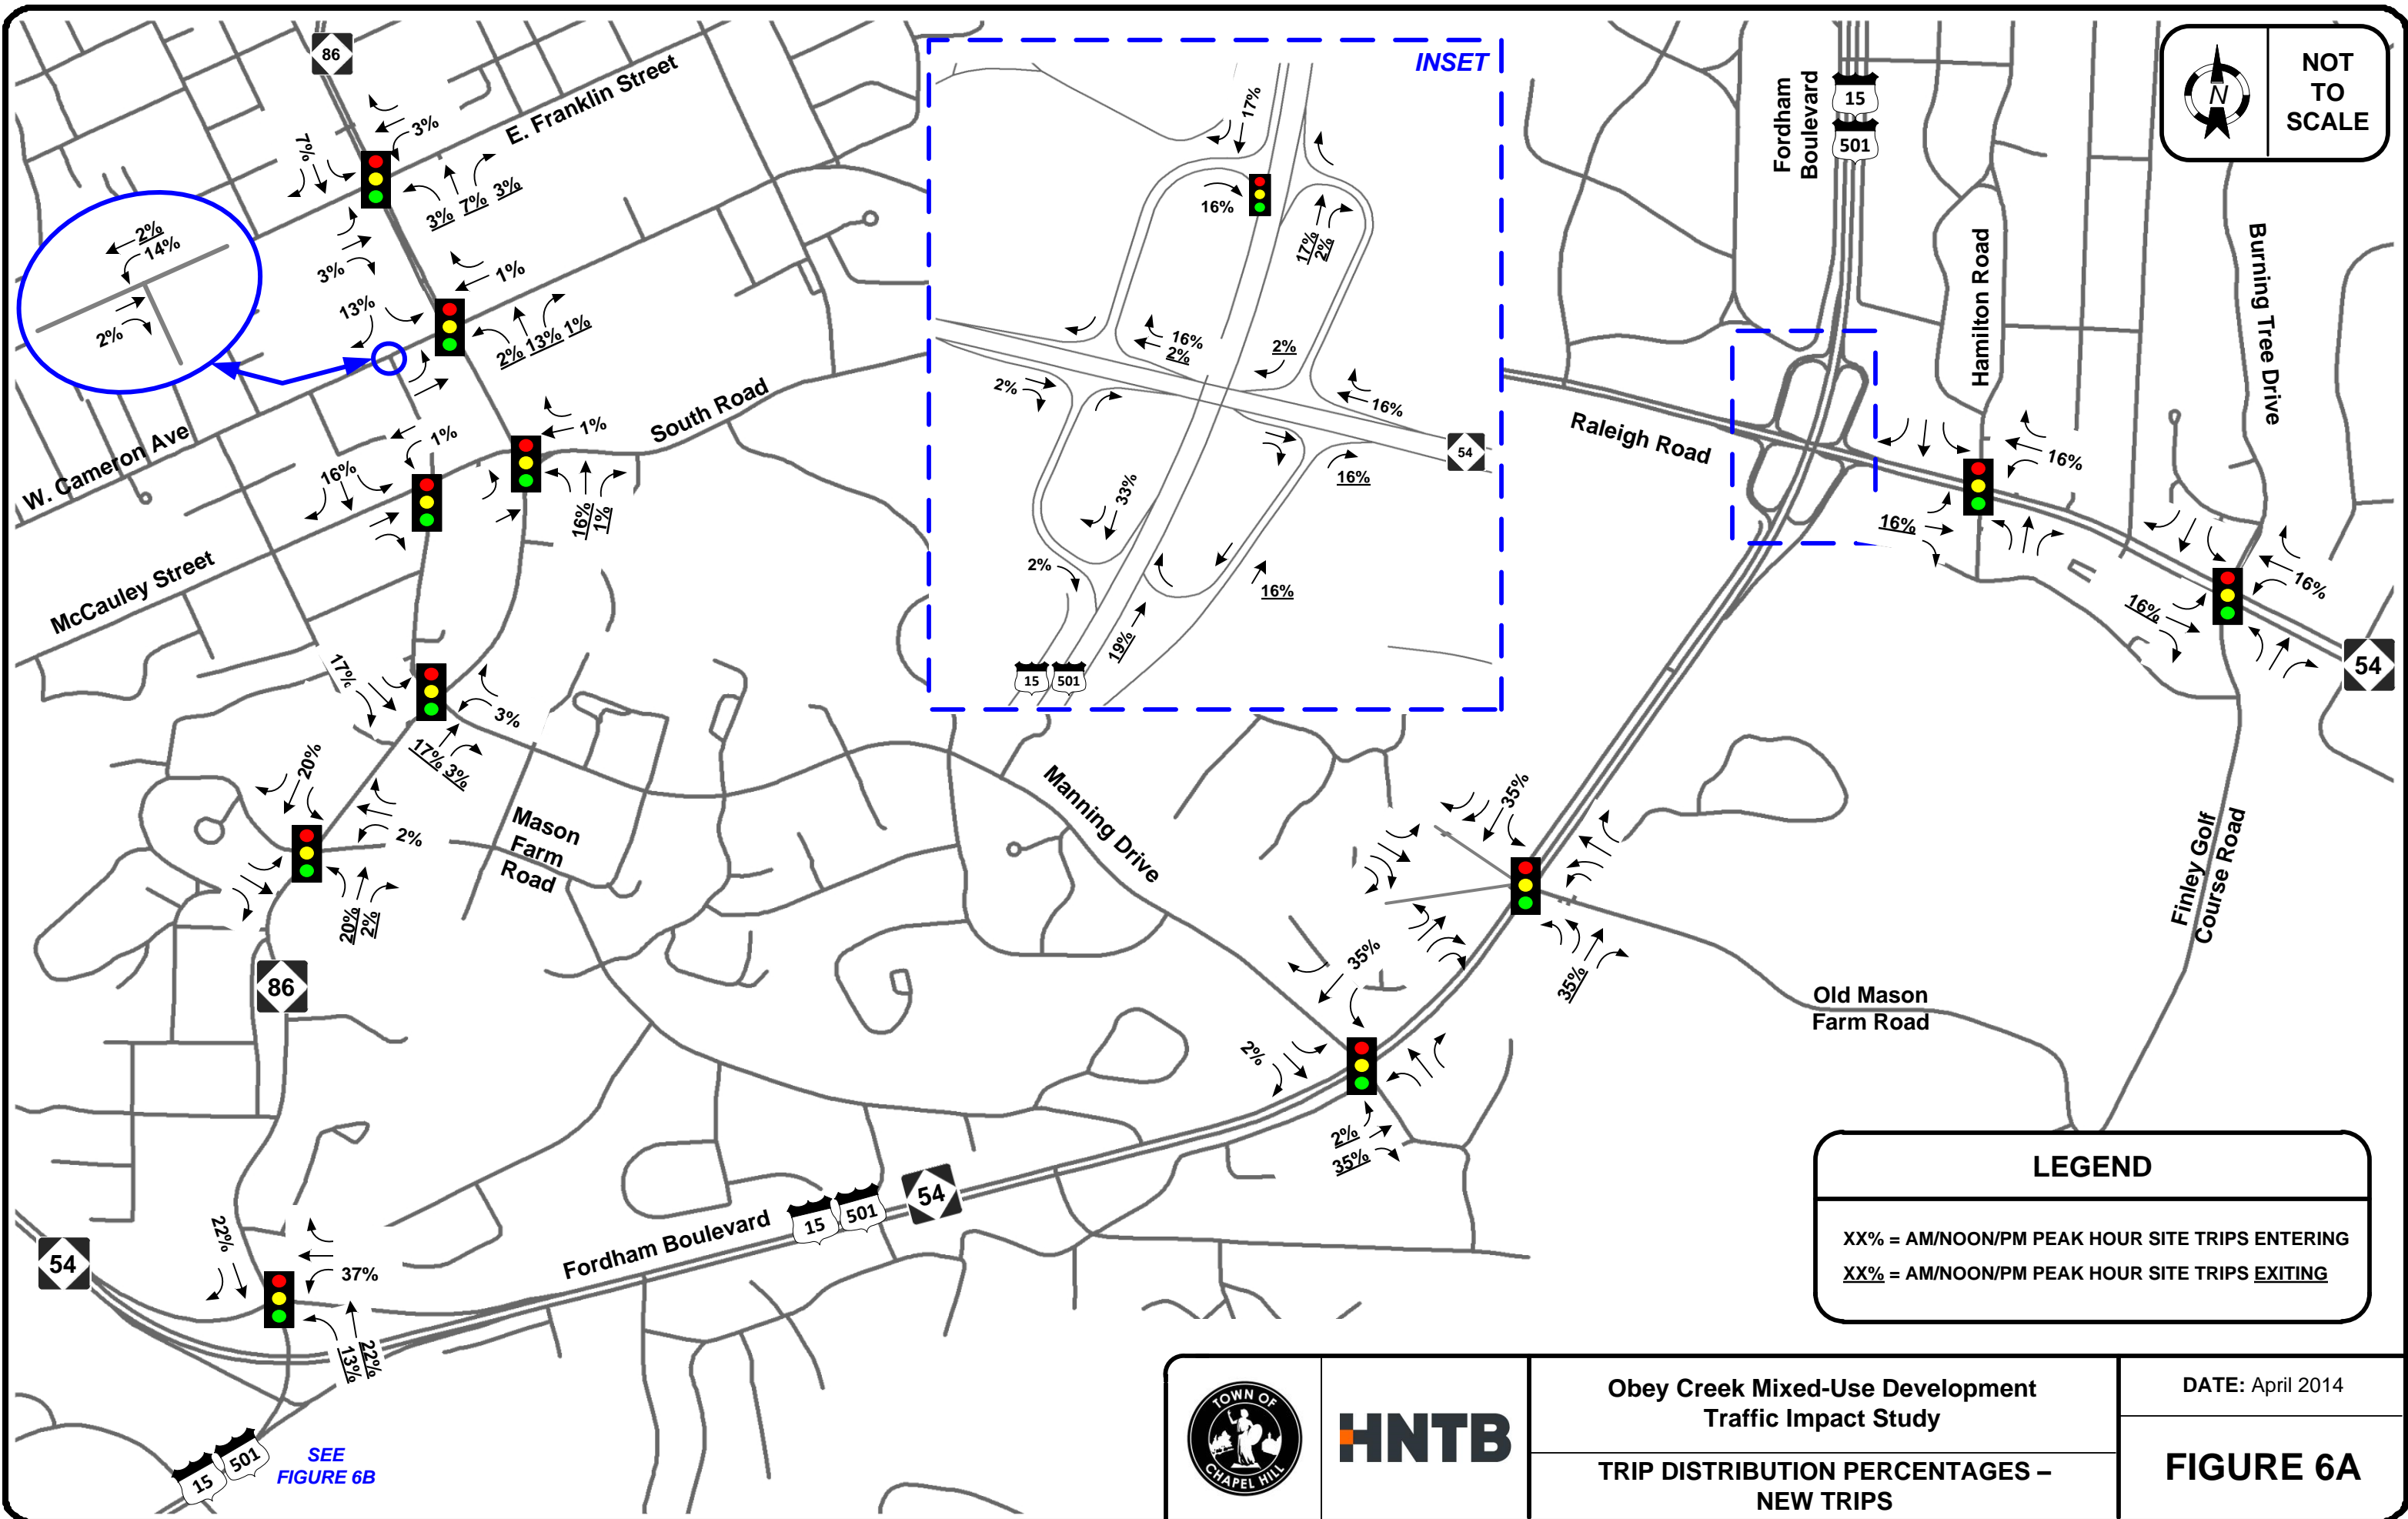 86
E. Franklin Street
3%
7%
3%
7%
3%
3%
2%
14%
2%
1%
13%
2%
13%
1%
W. Cameron Ave
1%
1%
South Road
16%
16%
1%
McCauley Street
17%
3%
17%
3%
20%
2%
20%
2%
Mason
Farm
Road
86
INSET
17%
16%
17%
2%
16%
2%
2%
2%
16%
54
16%
33%
2%
16%
19%
15
501
Fordham
Boulevard
15
501
N
NOT
TO
SCALE
Hamilton Road
Burning Tree Drive
Raleigh Road
16%
16%
16%
16%
54
Manning Drive
35%
35%
35%
2%
2%
35%
Old Mason
Farm Road
Finley Golf
Course Road
54
22%
37%
13%
22%
Fordham Boulevard
15
501
54
15
501
SEE
FIGURE 6B
LEGEND
XX% = AM/NOON/PM PEAK HOUR SITE TRIPS ENTERING
XX% = AM/NOON/PM PEAK HOUR SITE TRIPS EXITING
TOWN OF
CHAPEL HILL
HNTB
Obey Creek Mixed-Use Development
Traffic Impact Study
TRIP DISTRIBUTION PERCENTAGES –
NEW TRIPS
DATE: April 2014
FIGURE 6A